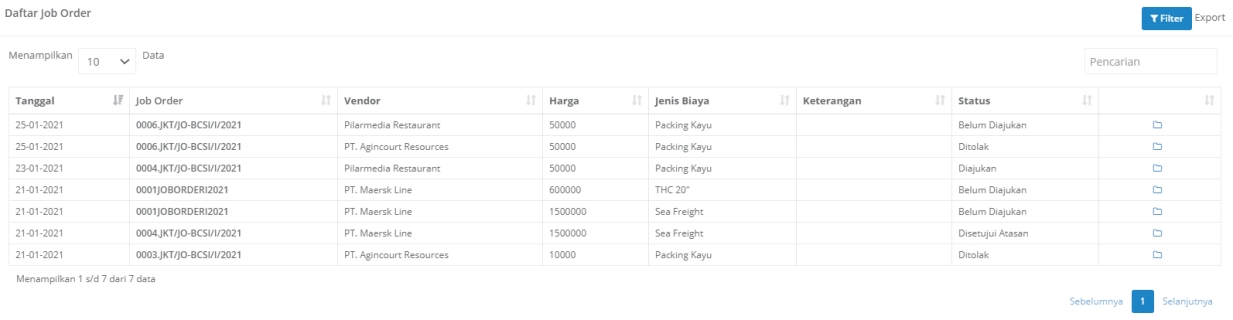 Daftar Job Order
Filter Export
Menampilkan 10 Data
Pencarian
Tanggal Job Order Vendor Harga Jenis Biaya Keterangan Status
25-01-2021 0006.JKT/JO-BCSI/I/2021 Pilarmedia Restaurant 50000 Packing Kayu Belum Diajukan
25-01-2021 0006.JKT/JO-BCSI/I/2021 PT. Agincourt Resources 50000 Packing Kayu Ditolak
23-01-2021 0004.JKT/JO-BCSI/I/2021 Pilarmedia Restaurant 50000 Packing Kayu Diajukan
21-01-2021 0001JOBORDERI2021 PT. Maersk Line 600000 THC 20" Belum Diajukan
21-01-2021 0001JOBORDERI2021 PT. Maersk Line 1500000 Sea Freight Belum Diajukan
21-01-2021 0004.JKT/JO-BCSI/I/2021 PT. Maersk Line 1500000 Sea Freight Disetujui Atasan
21-01-2021 0003.JKT/JO-BCSI/I/2021 PT. Agincourt Resources 10000 Packing Kayu Ditolak
Menampilkan 1 s/d 7 dari 7 data
Sebelumnya 1 Selanjutnya